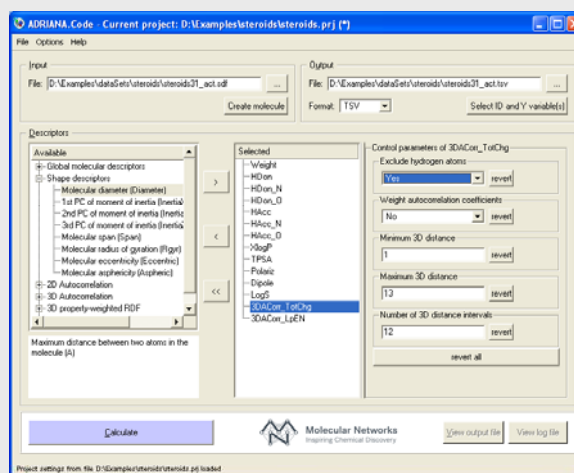 ADRIANA.Code - Current project: D:\Examples\steroids\steroids.prj (*)
File Options Help
Input
File: D:\Examples\dataSets\steroids\steroids31_act.sdf ...
Create molecule
Output
File: D:\Examples\dataSets\steroids\steroids31_act.tsv ...
Format: TSV Select ID and Y variable(s)
Descriptors
Available
Global molecular descriptors
Shape descriptors
Molecular diameter (Diameter)
1st PC of moment of inertia (Inertia
2nd PC of moment of inertia (Inertia
3rd PC of moment of inertia (Inertia
Molecular span (Span)
Molecular radius of gyration (Rgyr)
Molecular eccentricity (Eccentric)
Molecular asphericity (Aspheric)
2D Autocorrelation
3D Autocorrelation
3D property-weighted RDF
Maximum distance between two atoms in the
molecule (A)
>
<
<<
Selected
Weight
HDon
HDon_N
HDon_O
HAcc
HAcc_N
HAcc_O
XlogP
TPSA
Polariz
Dipole
LogS
3DACorr_TotChg
3DACorr_LpEN
Control parameters of 3DACorr_TotChg
Exclude hydrogen atoms
Yes revert
Weight autocorrelation coefficients
No revert
Minimum 3D distance
1 revert
Maximum 3D distance
13 revert
Number of 3D distance intervals
12 revert
revert all
Calculate
Molecular Networks
Inspiring Chemical Discovery
View output file View log file
Project settings from file D:\Examples\steroids\steroids.prj loaded